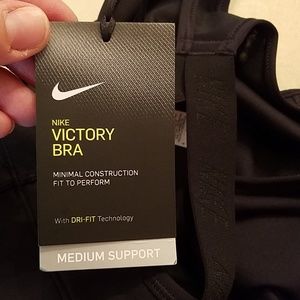 NIKE
VICTORY
BRA
MINIMAL CONSTRUCTION
FIT TO PERFORM
With DRI-FIT Technology
MEDIUM SUPPORT